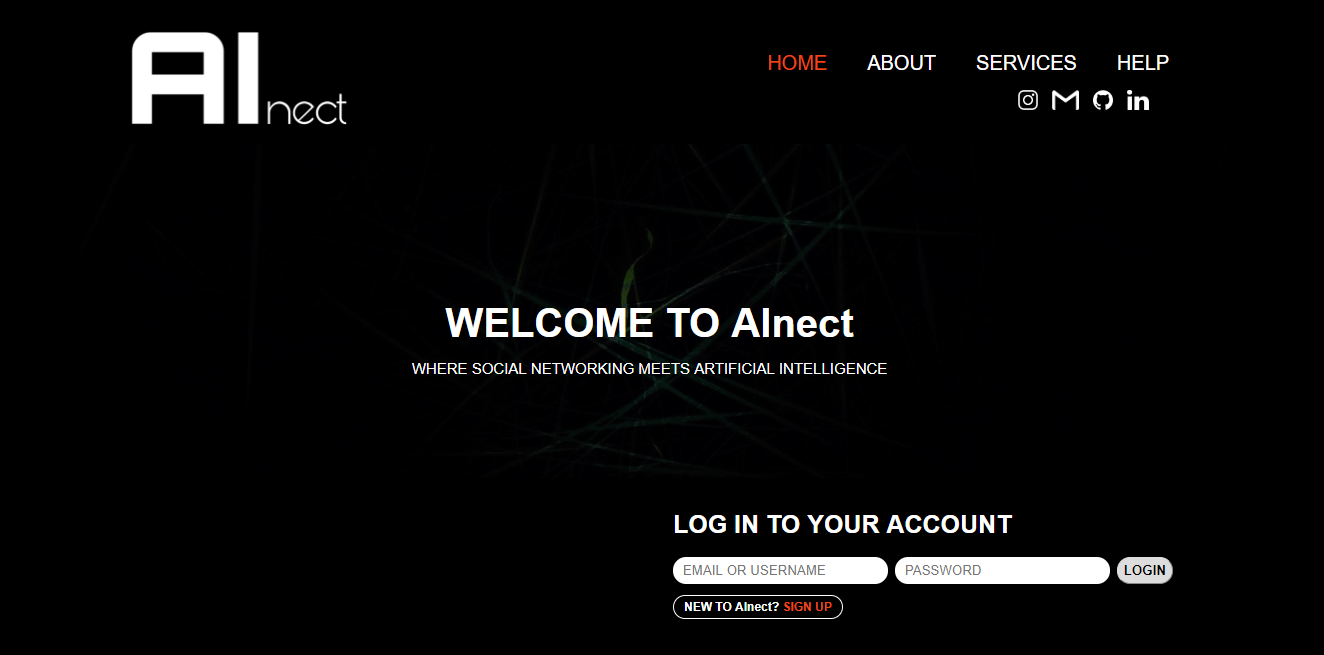 AInect
HOME ABOUT SERVICES HELP
WELCOME TO AInect
WHERE SOCIAL NETWORKING MEETS ARTIFICIAL INTELLIGENCE
LOG IN TO YOUR ACCOUNT
EMAIL OR USERNAME PASSWORD LOGIN
NEW TO AInect? SIGN UP